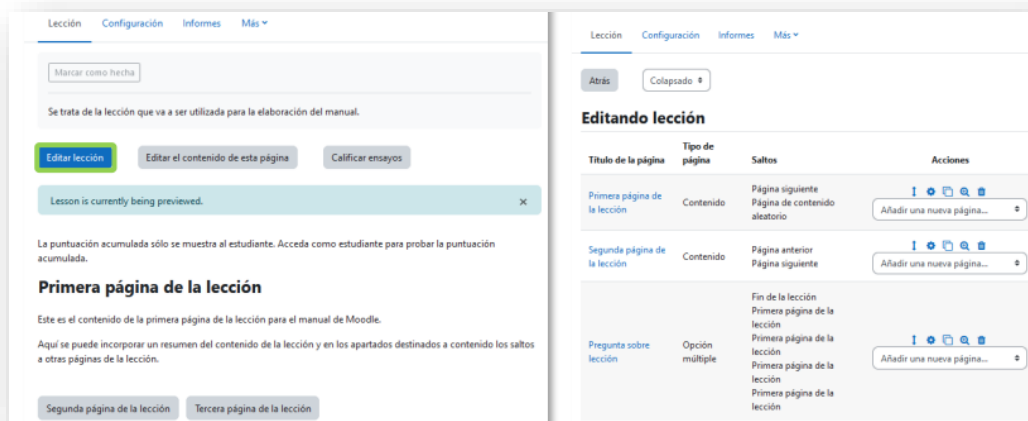 Lección Configuración Informes Más
Marcar como hecha
Se trata de la lección que va a ser utilizada para la elaboración del manual.
Editar lección Editar el contenido de esta página Calificar ensayos
Lesson is currently being previewed. ×
La puntuación acumulada sólo se muestra al estudiante. Acceda como estudiante para probar la puntuación
acumulada.
Primera página de la lección
Este es el contenido de la primera página de la lección para el manual de Moodle.
Aquí se puede incorporar un resumen del contenido de la lección y en los apartados destinados a contenido los saltos
a otras páginas de la lección.
Segunda página de la lección Tercera página de la lección
Lección Configuración Informes Más
Atrás Colapsado
Editando lección
Título de la página Tipo de página Saltos Acciones
Primera página de
la lección
Contenido
Página siguiente
Página de contenido
aleatorio
Añadir una nueva página...
Segunda página de
la lección
Contenido
Página anterior
Página siguiente
Añadir una nueva página...
Pregunta sobre
lección
Opción
múltiple
Fin de la lección
Primera página de la
lección
Primera página de la
lección
Primera página de la
lección
Primera página de la
lección
Añadir una nueva página...